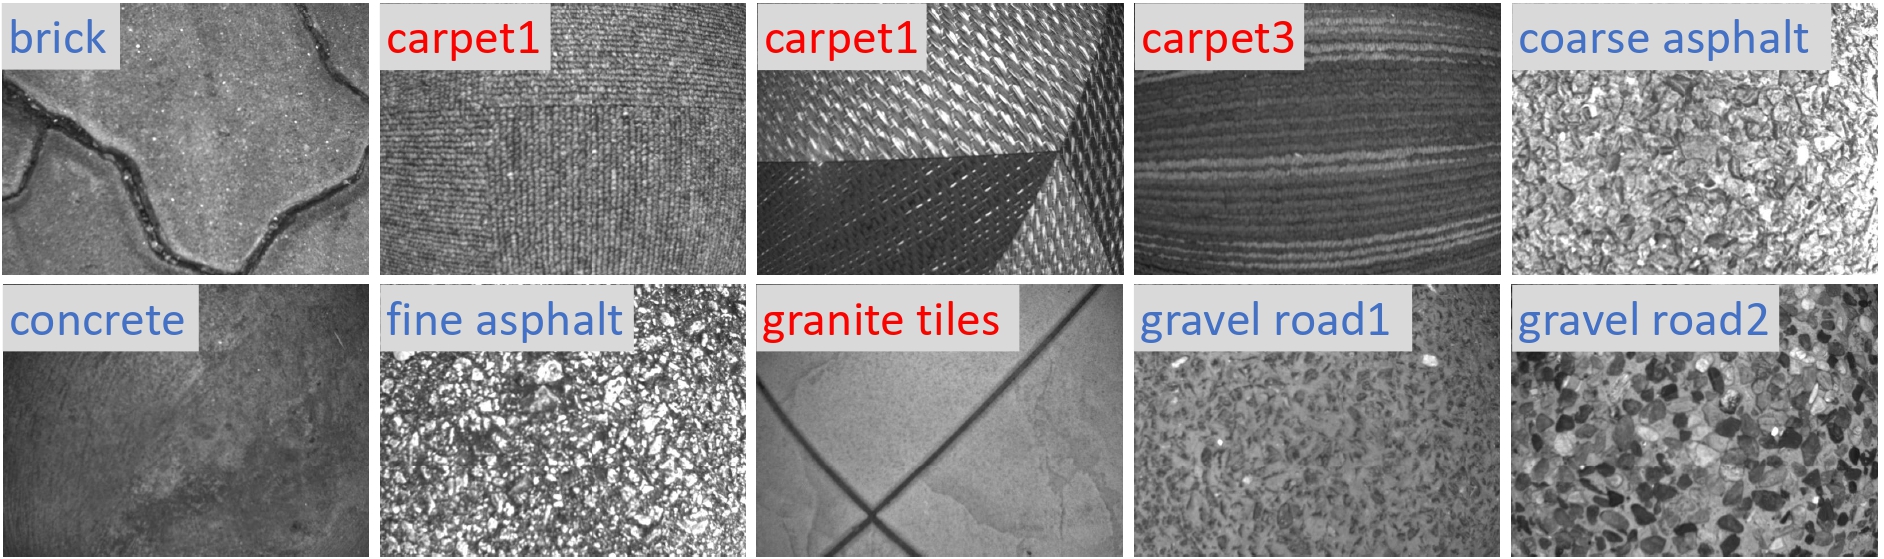 brick
carpet1
carpet1
carpet3
coarse asphalt
concrete
fine asphalt
granite tiles
gravel road1
gravel road2